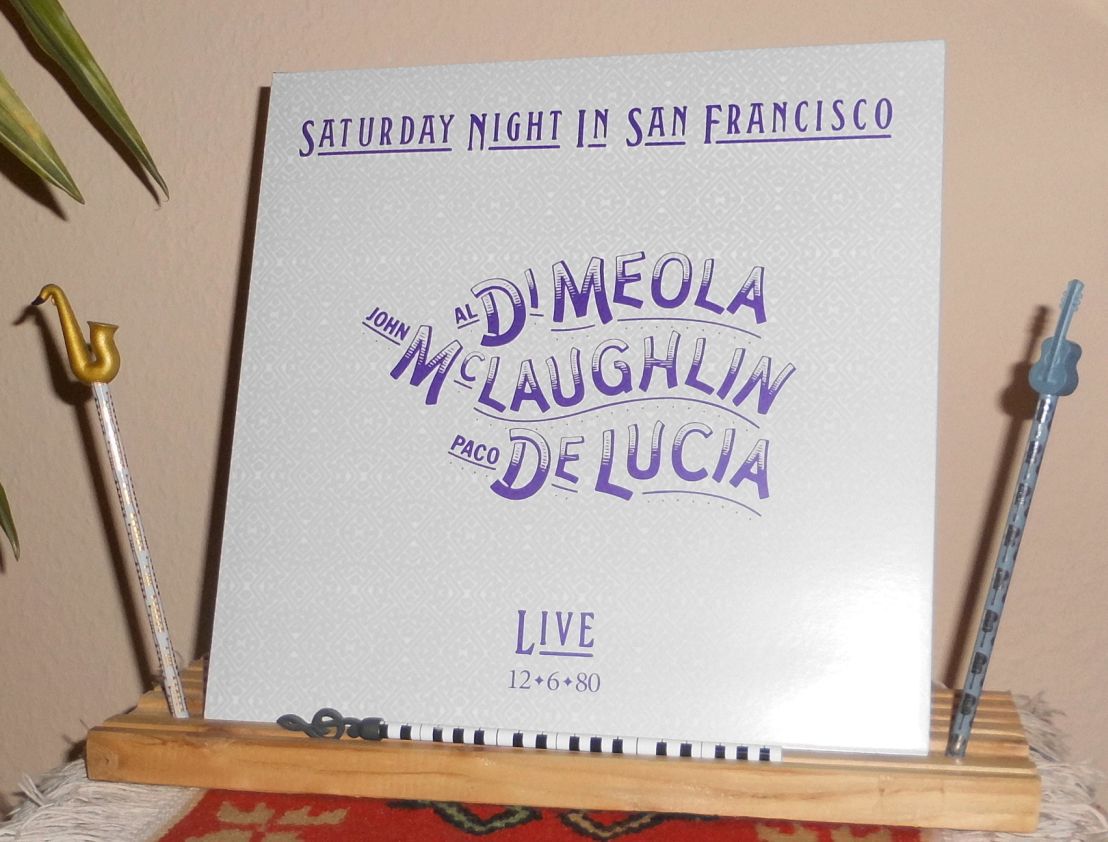 SATURDAY NIGHT IN SAN FRANCISCO
AL DI MEOLA
JOHN MCLAUGHLIN
PACO DE LUCIA
LIVE
12✦6✦80